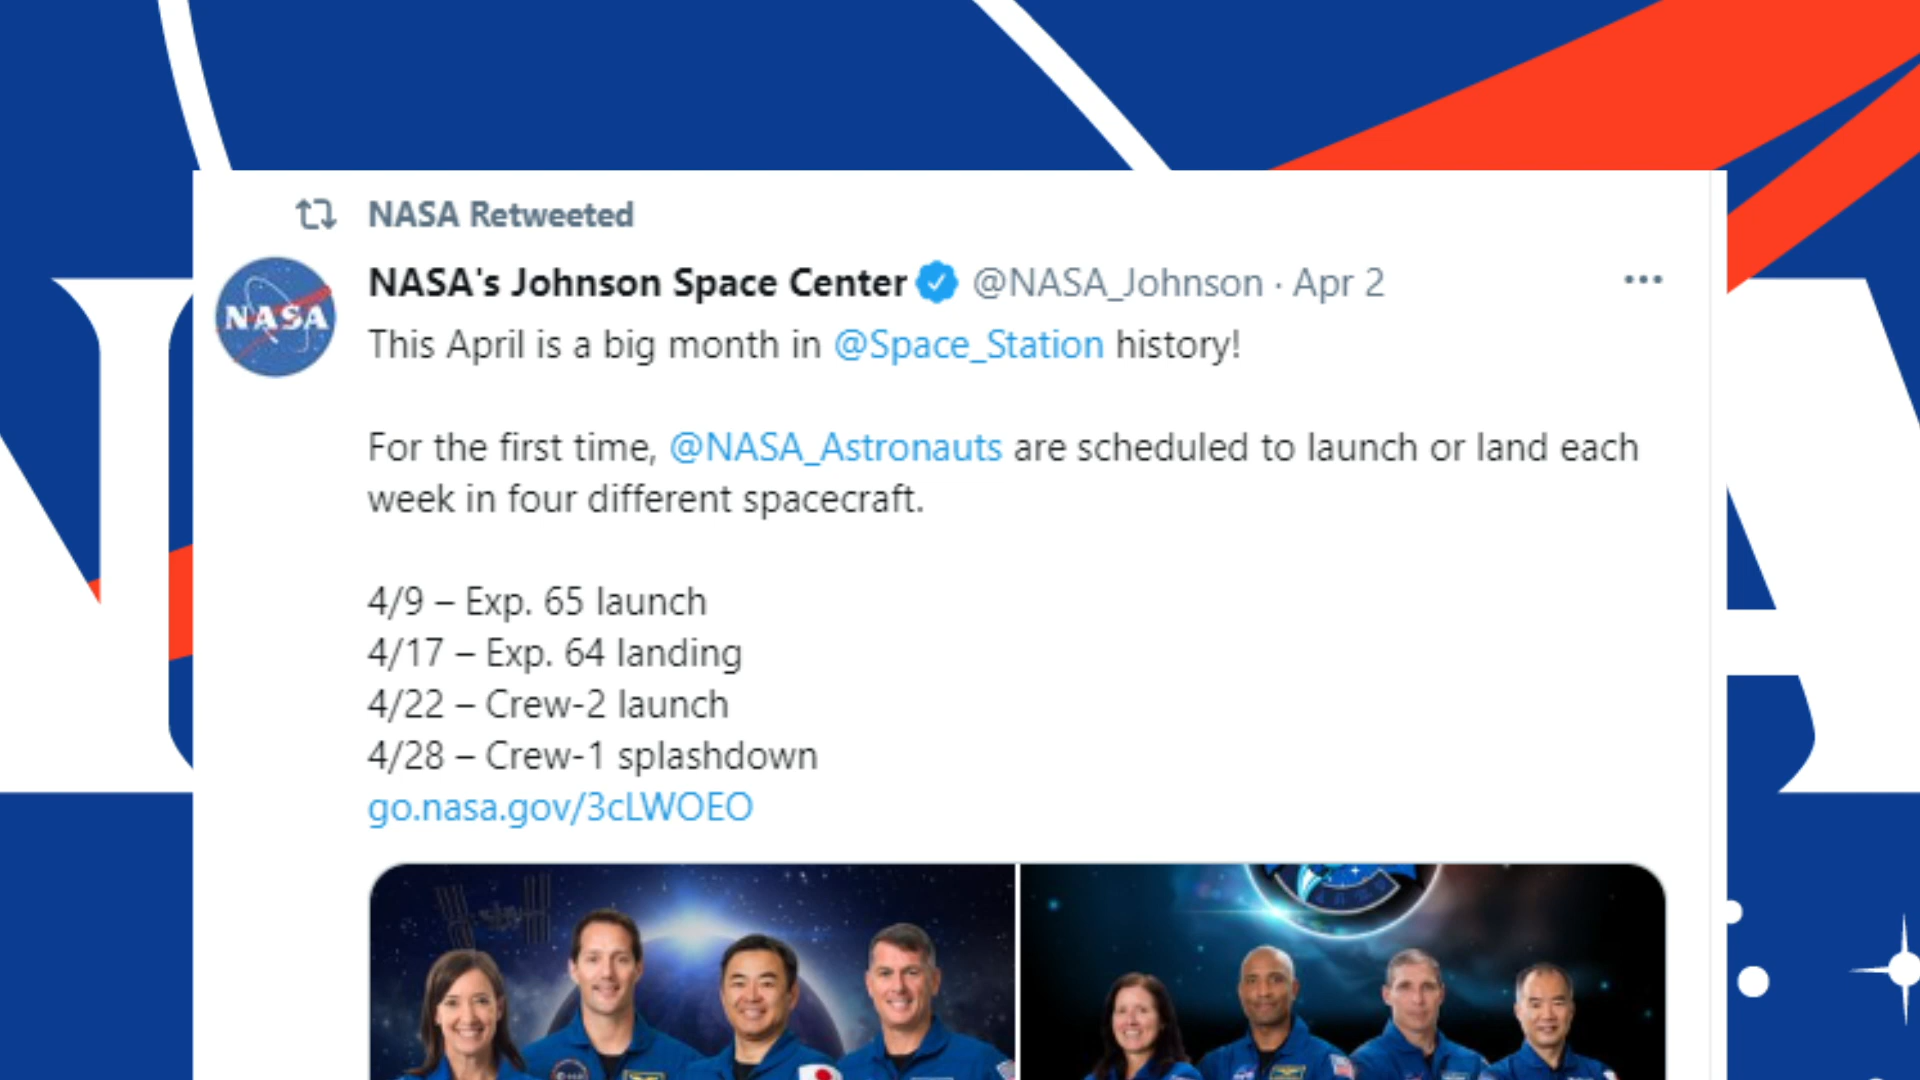 NASA Retweeted
NASA's Johnson Space Center @NASA_Johnson · Apr 2
NASA
This April is a big month in @Space_Station history!
For the first time, @NASA_Astronauts are scheduled to launch or land each
week in four different spacecraft.
4/9 – Exp. 65 launch
4/17 – Exp. 64 landing
4/22 – Crew-2 launch
4/28 – Crew-1 splashdown
go.nasa.gov/3cLWOEO